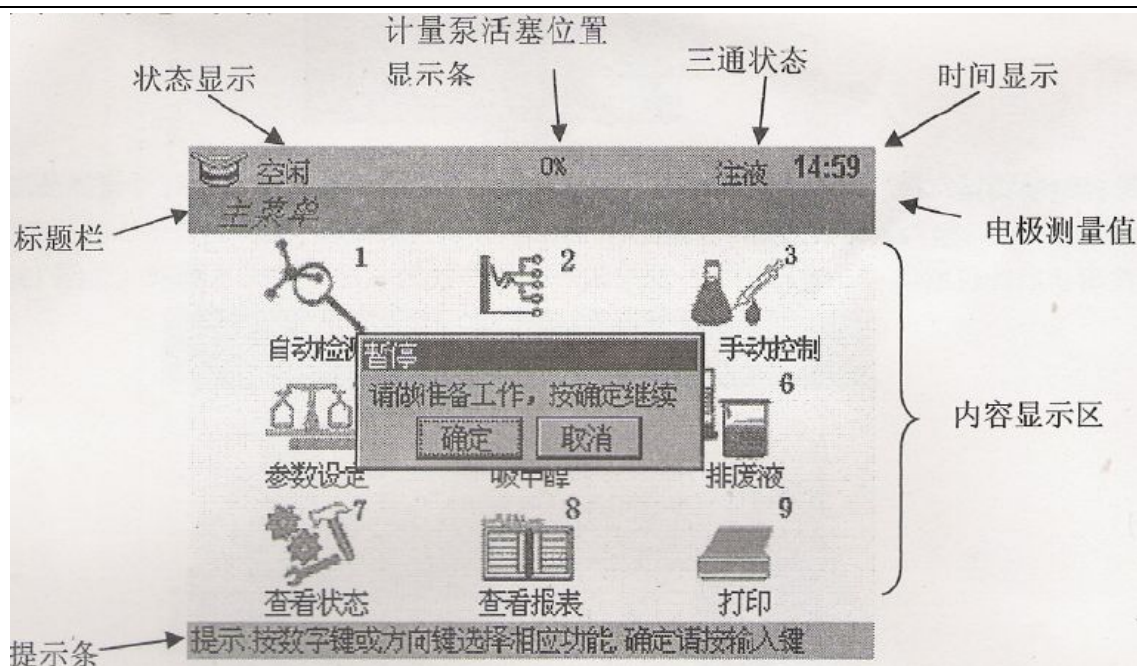 计量泵活塞位置
显示条
状态显示
三通状态
时间显示
空闲
0%
注液
14:59
主菜单
标题栏
电极测量值
1
2
3
自动检测
手动控制
暂停
请做准备工作，按确定继续
确定
取消
6
内容显示区
参数设定
吸甲醇
排废液
7
8
9
查看状态
查看报表
打印
提示:按数字键或方向键选择相应功能,确定请按输入键
提示条